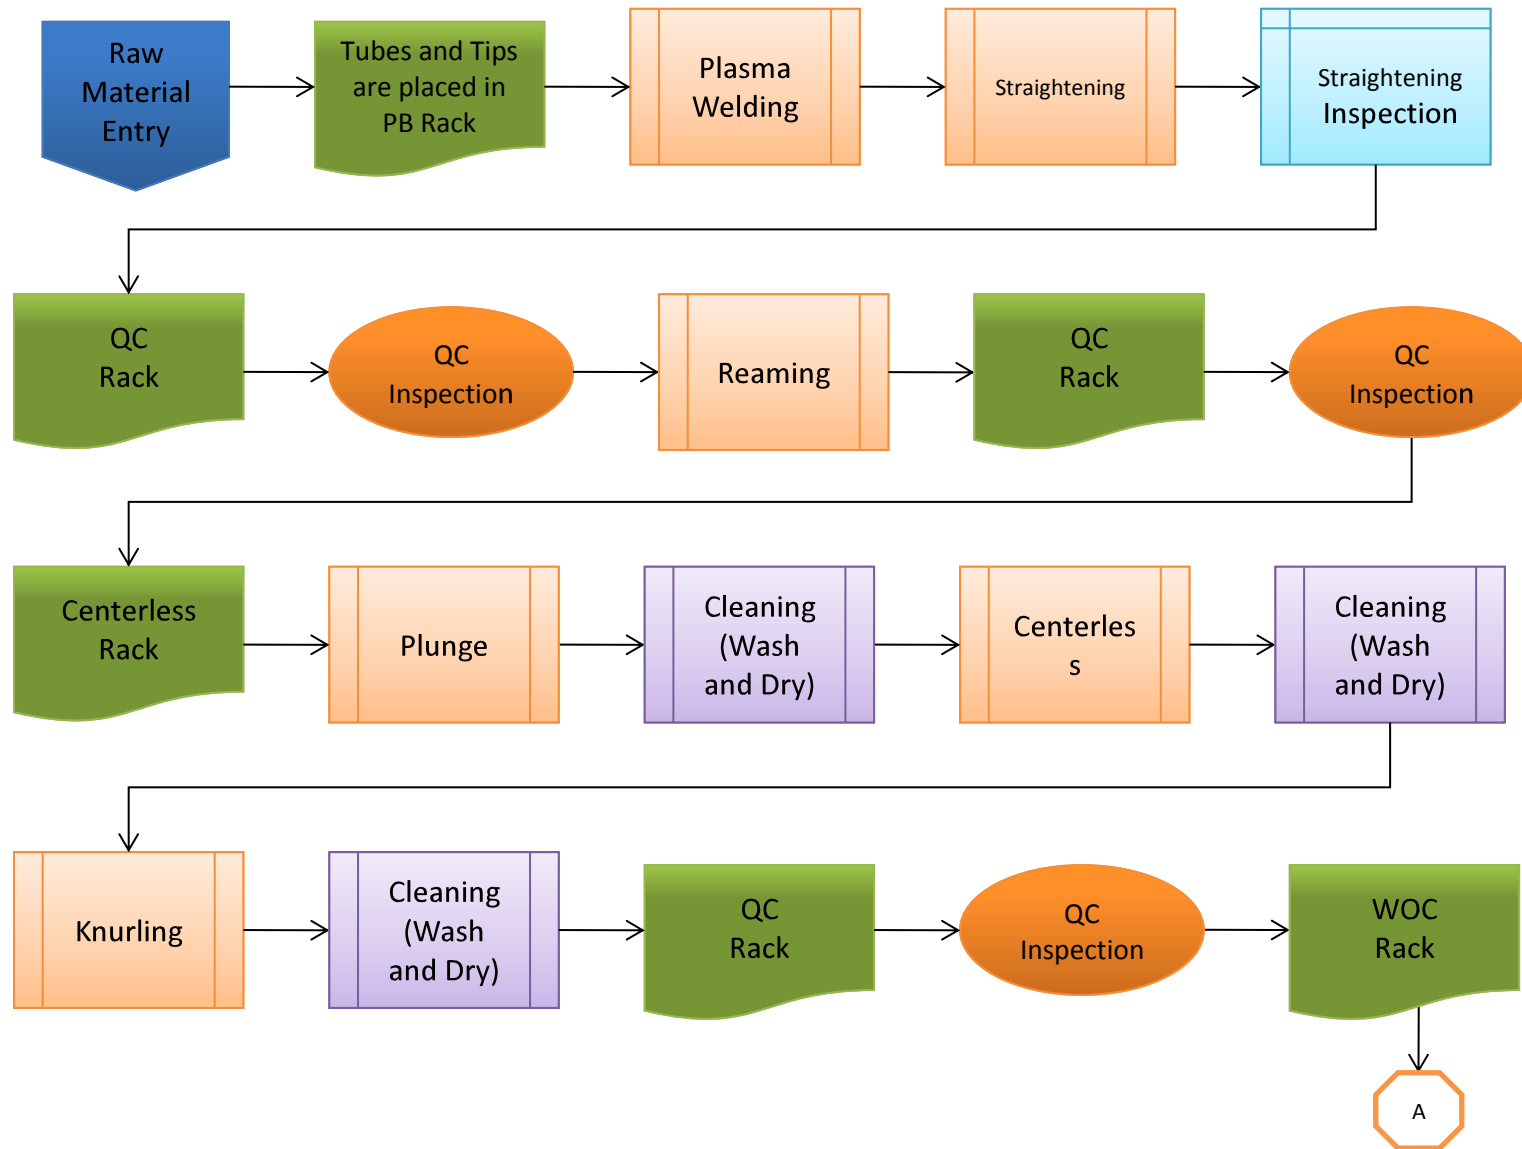 Raw
Material
Entry
Tubes and Tips
are placed in
PB Rack
Plasma
Welding
Straightening
Straightening
Inspection
QC
Rack
QC
Inspection
Reaming
QC
Rack
QC
Inspection
Centerless
Rack
Plunge
Cleaning
(Wash
and Dry)
Centerles
s
Cleaning
(Wash
and Dry)
Knurling
Cleaning
(Wash
and Dry)
QC
Rack
QC
Inspection
WOC
Rack
A